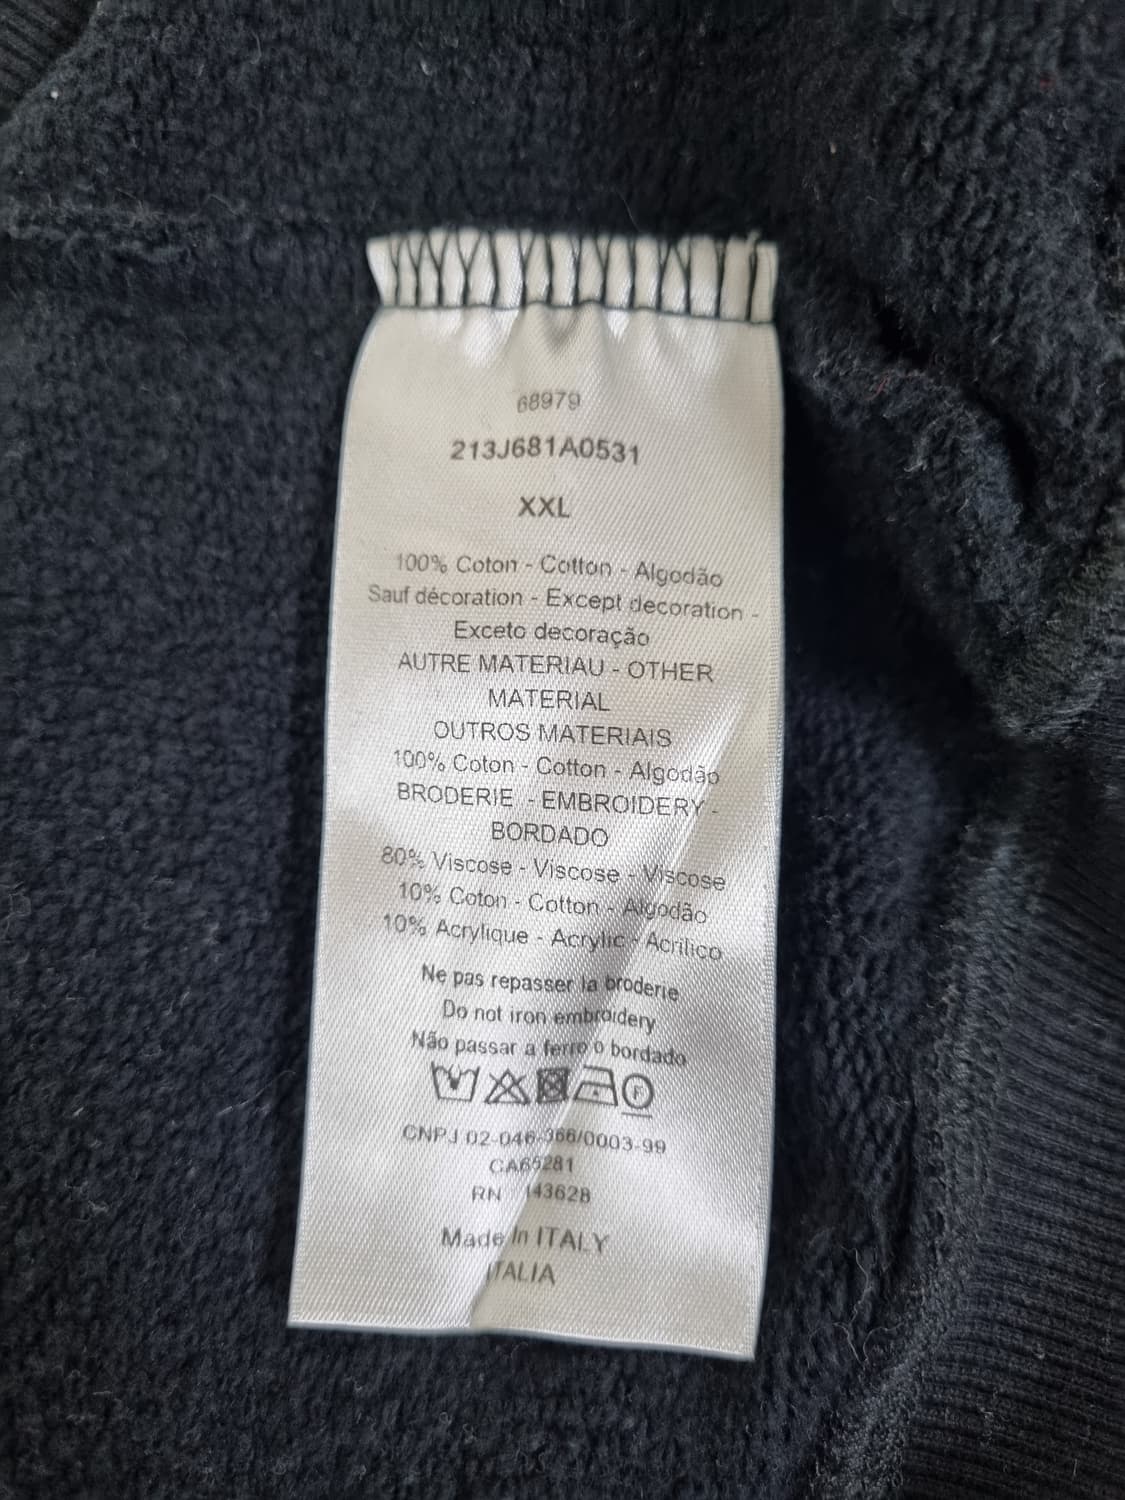 68979
213J681A0531
XXL
100% Coton - Cotton - Algodão
Sauf décoration - Except decoration -
Exceto decoração
AUTRE MATERIAU - OTHER
MATERIAL
OUTROS MATERIAIS
100% Coton - Cotton - Algodão
BRODERIE - EMBROIDERY -
BORDADO
80% Viscose - Viscose - Viscose
10% Coton - Cotton - Algodão
10% Acrylique - Acrylic - Acrílico
Ne pas repasser la broderie
Do not iron embroidery
Não passar a ferro o bordado
CNPJ 02-046-366/0003-99
CA65281
RN 143628
Made In ITALY
ITALIA